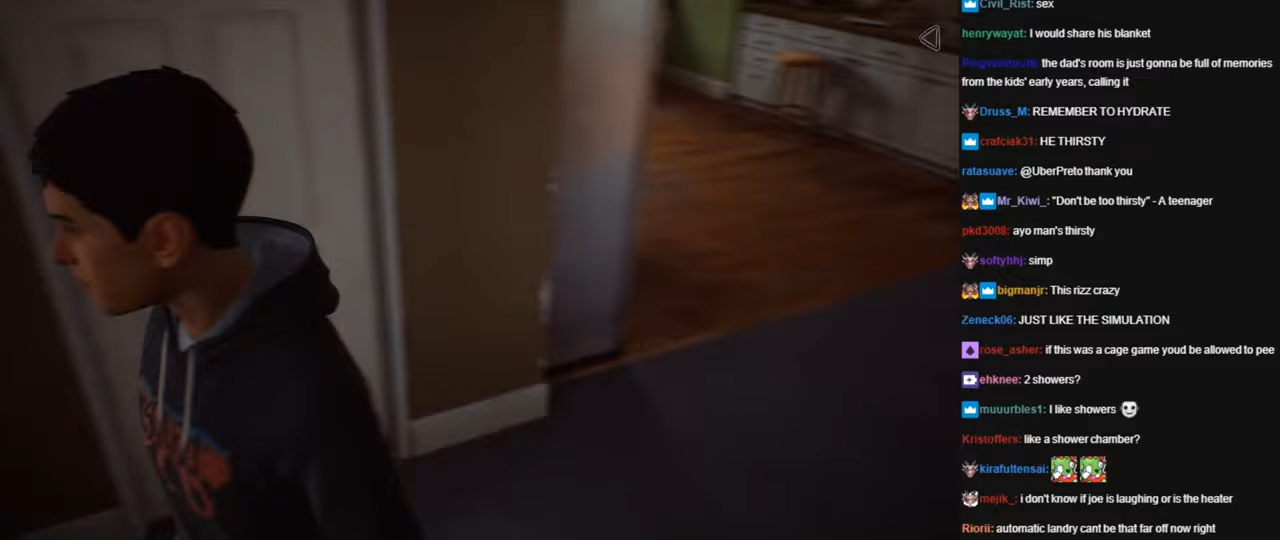 Civil_Rist: sex
henrywayat: I would share his blanket
the dad's room is just gonna be full of memories
from the kids' early years, calling it
Druss_M: REMEMBER TO HYDRATE
crafciak31: HE THIRSTY
ratasuave: @UberPreto thank you
Mr_Kiwi_: "Don't be too thirsty" - A teenager
pkd3008: ayo man's thirsty
softyhhj: simp
bigmanjr: This rizz crazy
Zeneck06: JUST LIKE THE SIMULATION
rose_asher: if this was a cage game youd be allowed to pee
ehknee: 2 showers?
muuurbles1: I like showers
Kristoffers: like a shower chamber?
kirafultensai:
mejik_: i don't know if joe is laughing or is the heater
Riorii: automatic landry cant be that far off now right